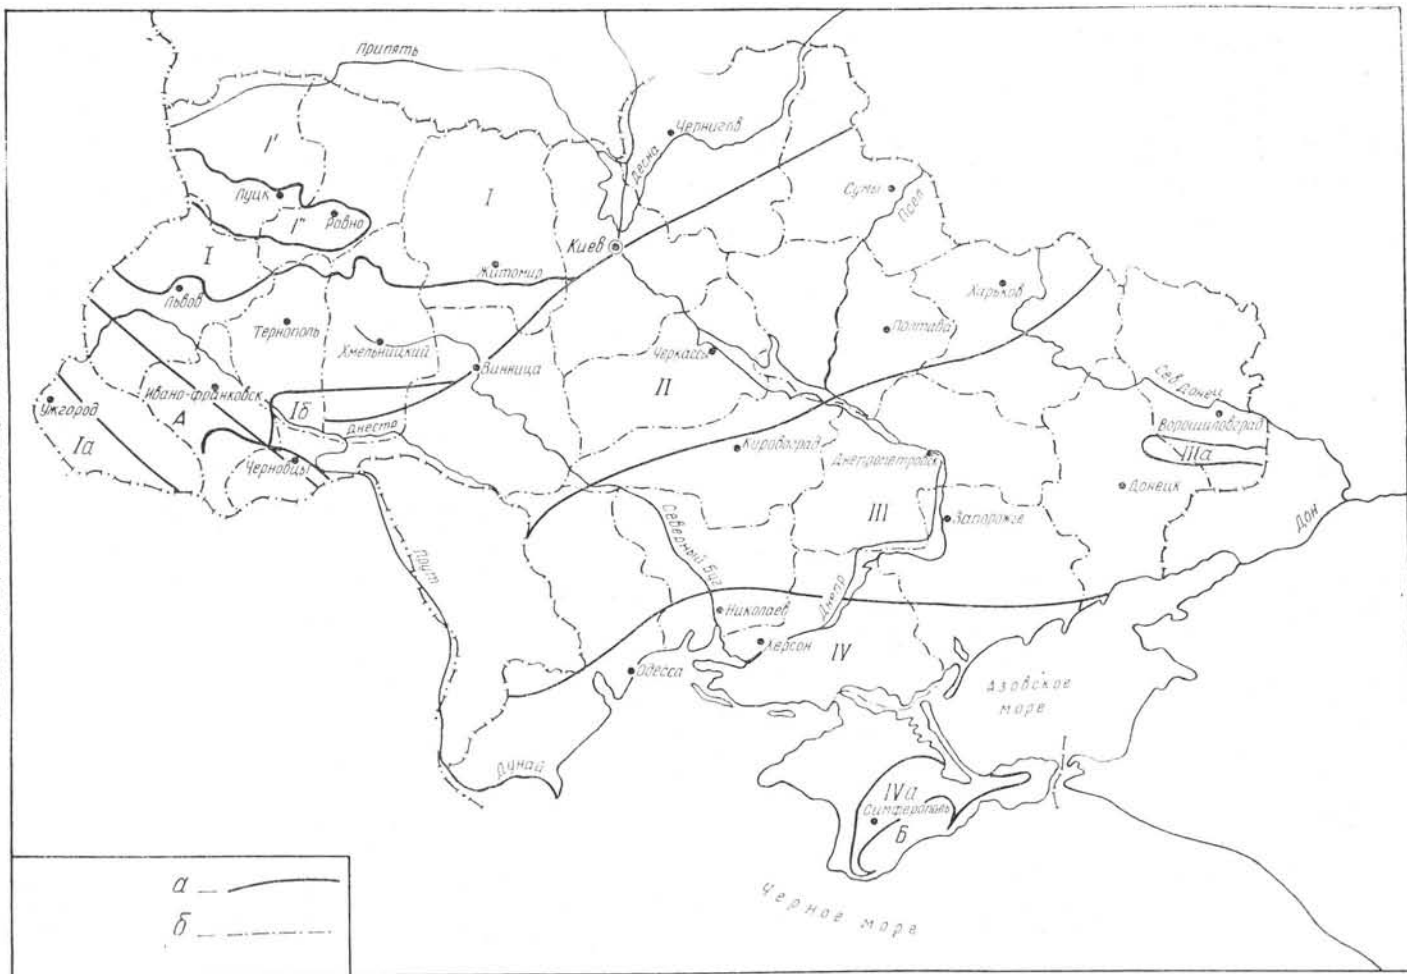 Припять
Чернигов
Десна
I'
Луцк
Ровно
I"
I
Сумы
Псел
Киев
I
Житомир
Львов
Харьков
Тернополь
Хмельницкий
Полтава
Черкассы
Винница
II
Сев Донец
Ивано-франковск
Ужгород
А
Iб
Ворошиловград
Iа
Днестр
Кировоград
IIIа
Черновцы
Днепропетровск
Донецк
III
Запорожье
Дон
Северный Буг
Прут
Днепр
Николаев
Херсон
IV
Одесса
Азовское
море
Дунай
IVа
Симферополь
Б
Черное море
а
б